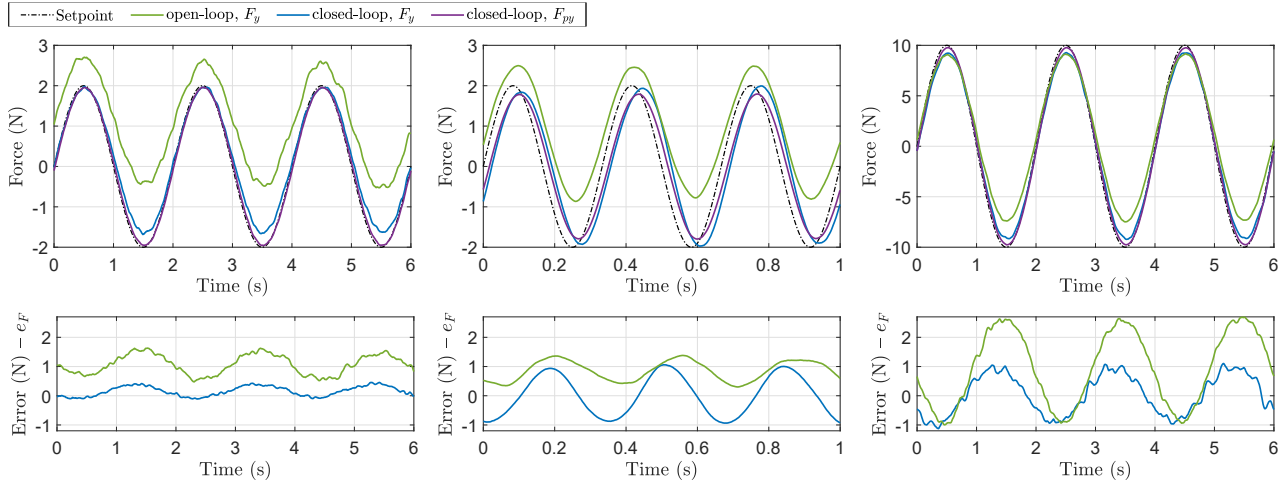 Setpoint open-loop, F_y closed-loop, F_y closed-loop, F_py
3
2
1
0
-1
-2
Force (N)
0 1 2 3 4 5 6
Time (s)
3
2
1
0
-1
-2
Force (N)
0 0.2 0.4 0.6 0.8 1
Time (s)
10
5
0
-5
-10
Force (N)
0 1 2 3 4 5 6
Time (s)
2
1
0
-1
Error (N) − e_F
0 1 2 3 4 5 6
Time (s)
2
1
0
-1
Error (N) − e_F
0 0.2 0.4 0.6 0.8 1
Time (s)
2
1
0
-1
Error (N) − e_F
0 1 2 3 4 5 6
Time (s)